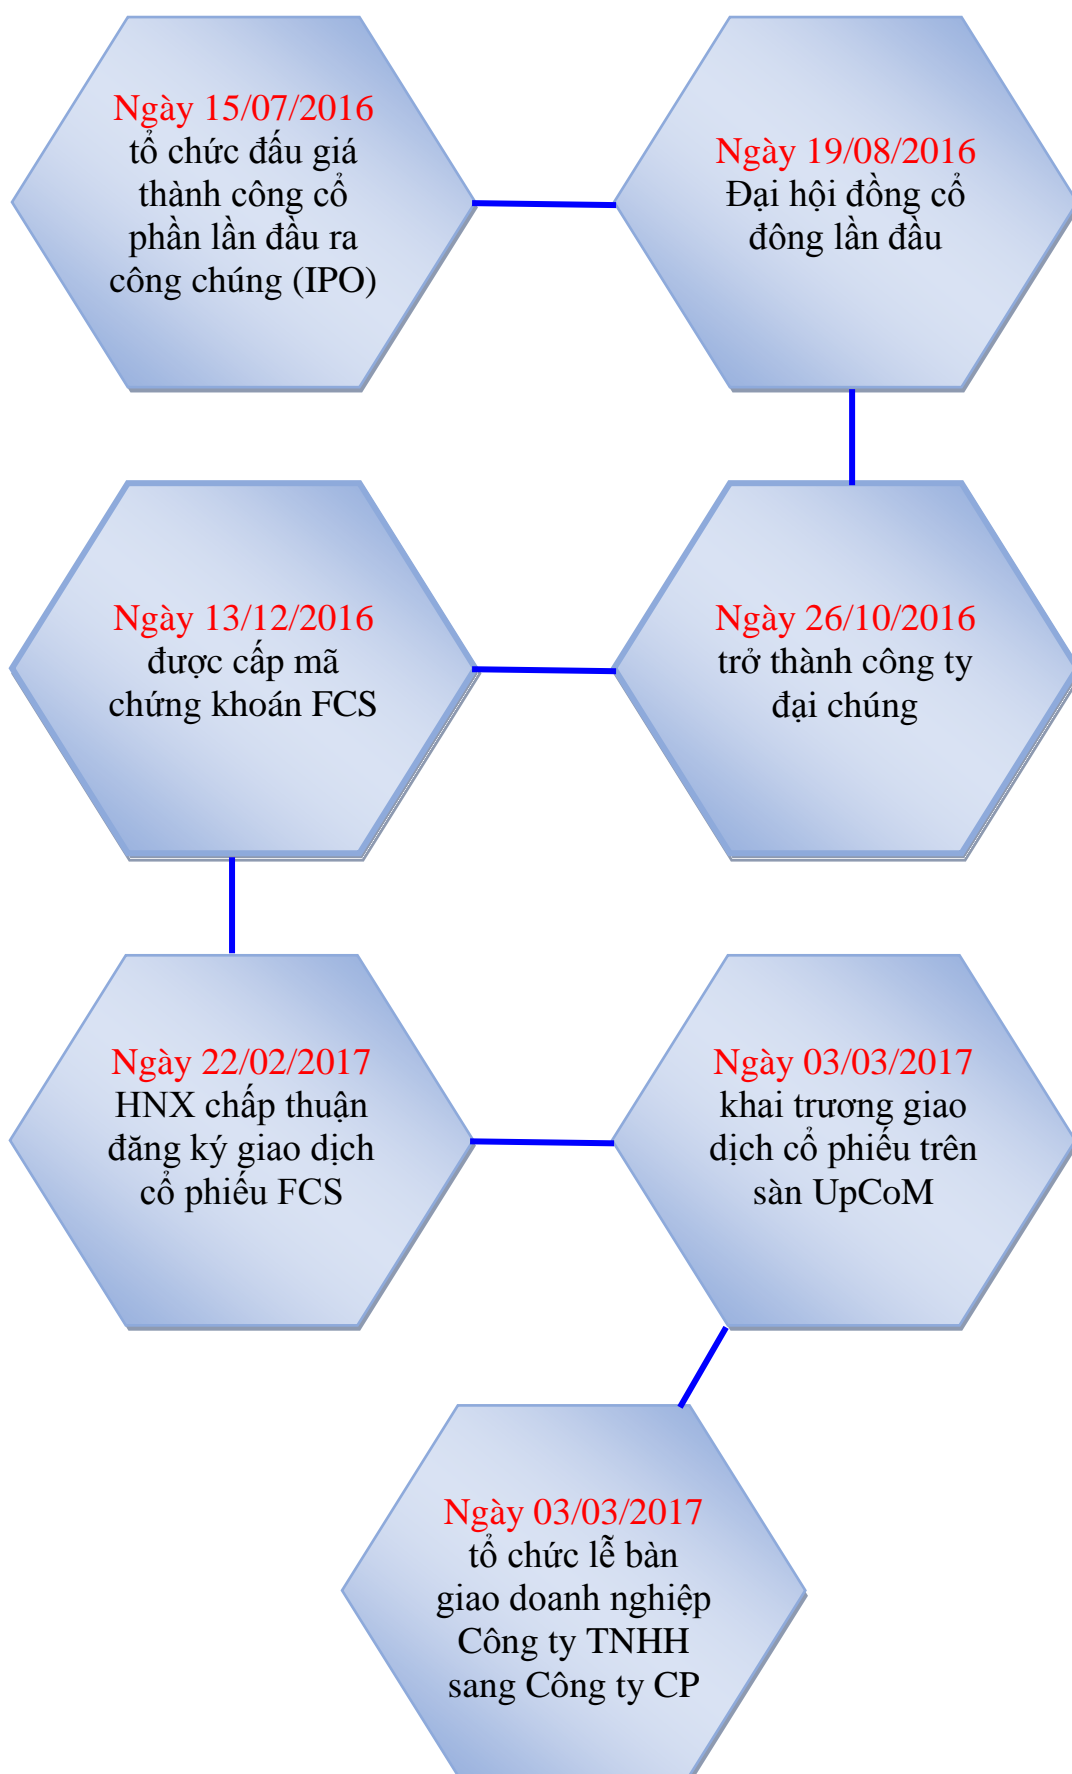 Ngày 15/07/2016
tổ chức đấu giá
thành công cổ
phần lần đầu ra
công chúng (IPO)
Ngày 19/08/2016
Đại hội đồng cổ
đông lần đầu
Ngày 26/10/2016
trở thành công ty
đại chúng
Ngày 13/12/2016
được cấp mã
chứng khoán FCS
Ngày 22/02/2017
HNX chấp thuận
đăng ký giao dịch
cổ phiếu FCS
Ngày 03/03/2017
khai trương giao
dịch cổ phiếu trên
sàn UpCoM
Ngày 03/03/2017
tổ chức lễ bàn
giao doanh nghiệp
Công ty TNHH
sang Công ty CP